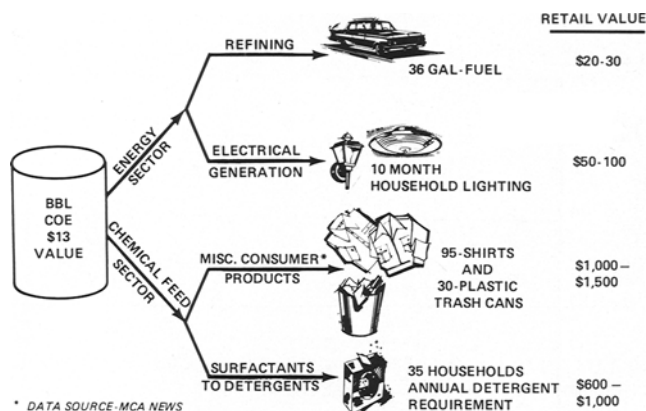 RETAIL VALUE
REFINING
36 GAL-FUEL
$20-30
ENERGY
SECTOR
ELECTRICAL
GENERATION
10 MONTH
HOUSEHOLD LIGHTING
$50-100
BBL
COE
$13
VALUE
CHEMICAL FEED
SECTOR
MISC. CONSUMER*
PRODUCTS
95-SHIRTS
AND
30-PLASTIC
TRASH CANS
$1,000–
$1,500
SURFACTANTS
TO DETERGENTS
35 HOUSEHOLDS
ANNUAL DETERGENT
REQUIREMENT
$600–
$1,000
* DATA SOURCE-MCA NEWS